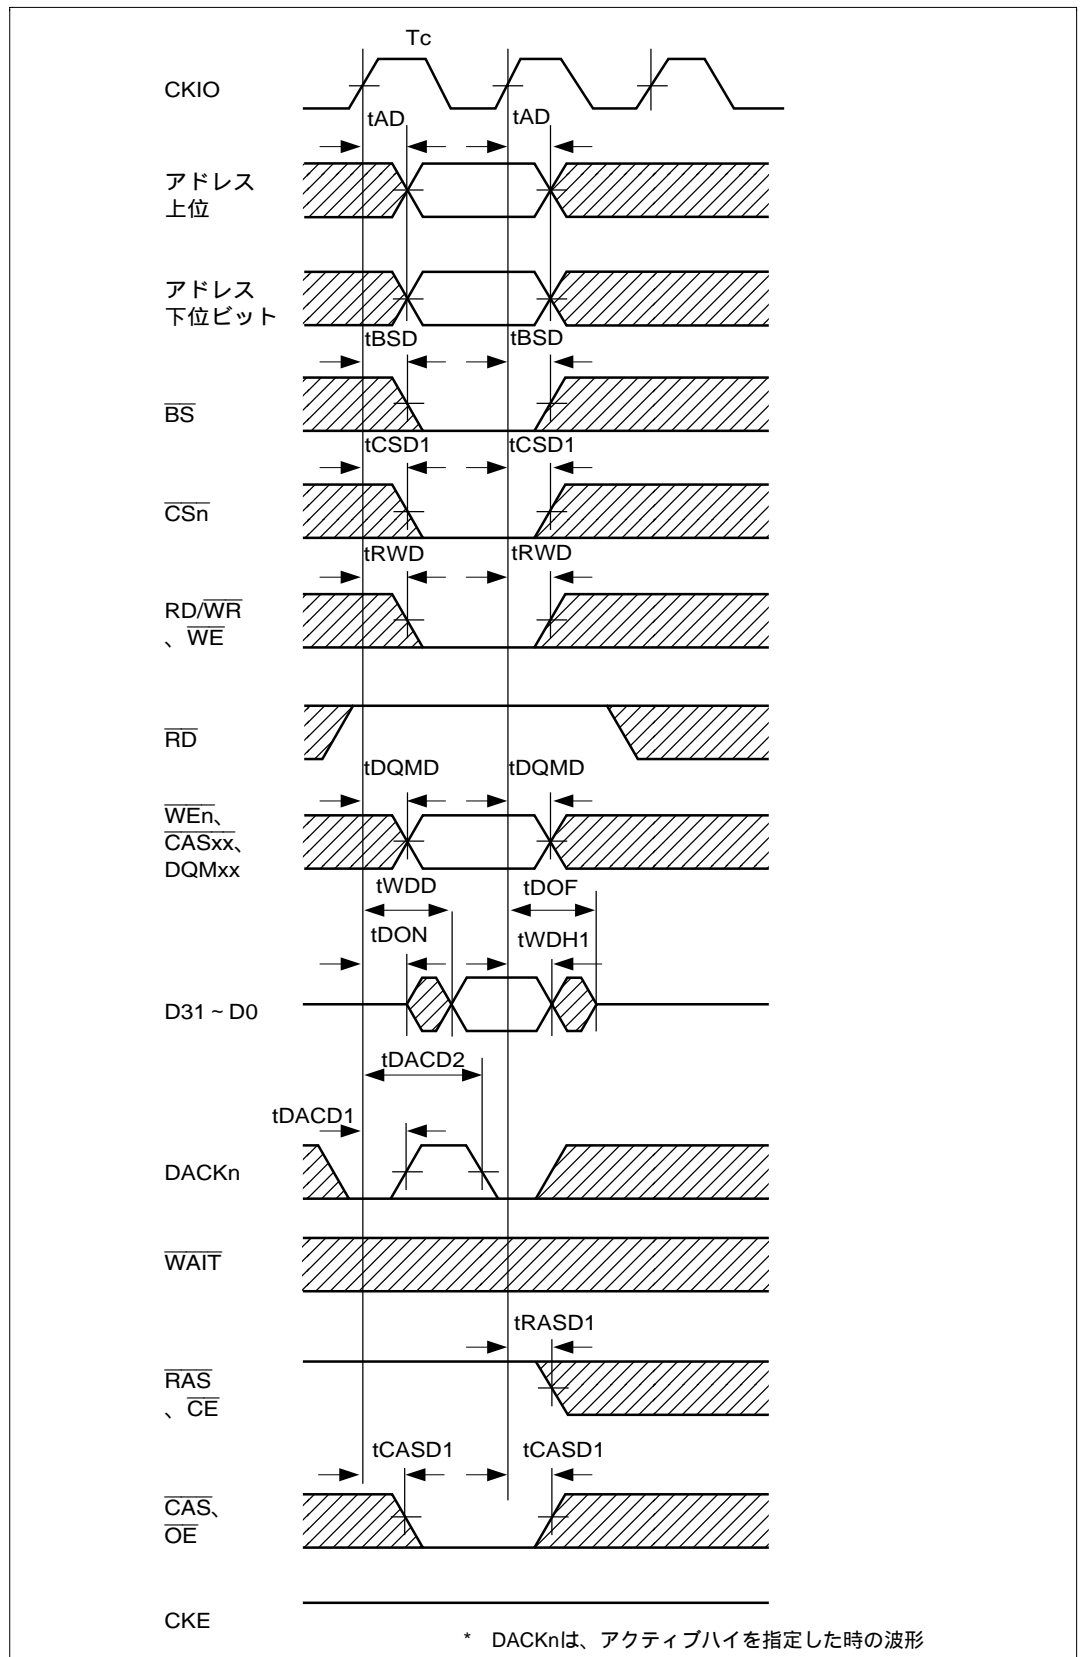 Tc
CKIO
tAD tAD
アドレス
上位
アドレス
下位ビット
tBSD tBSD
BS
tCSD1 tCSD1
CSn
tRWD tRWD
RD/WR
、WE
RD
tDQMD tDQMD
WEn、
CASxx、
DQMxx
tWDD tDOF
tDON tWDH1
D31 ~ D0
tDACD2
tDACD1
DACKn
WAIT
tRASD1
RAS
、CE
tCASD1 tCASD1
CAS、
OE
CKE
* DACKnは、アクティブハイを指定した時の波形